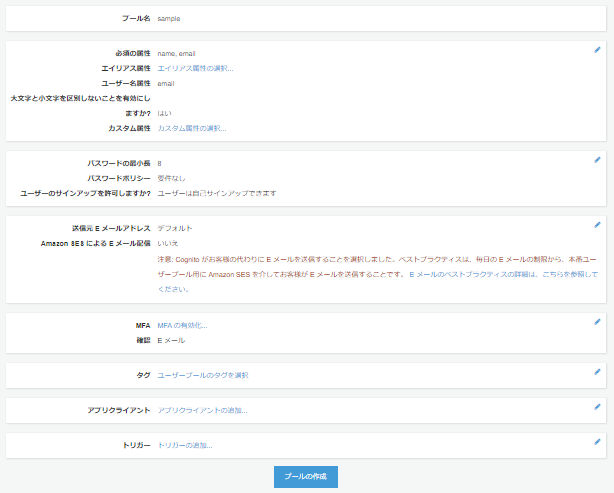 プール名 sample
必須の属性 name, email
エイリアス属性 エイリアス属性の選択...
ユーザー名属性 email
大文字と小文字を区別しないことを有効にし
ますか? はい
カスタム属性 カスタム属性の選択...
パスワードの最小長 8
パスワードポリシー 要件なし
ユーザーのサインアップを許可しますか? ユーザーは自己サインアップできます
送信元 E メールアドレス デフォルト
Amazon SES による E メール配信 いいえ
注意: Cognito がお客様の代わりに E メールを送信することを選択しました。ベストプラクティスは、毎日の E メールの制限から、本番ユー
ザープール用に Amazon SES を介してお客様が E メールを送信することです。 E メールのベストプラクティスの詳細は、こちらを参照して
ください。
MFA MFA の有効化...
確認 E メール
タグ ユーザープールのタグを選択
アプリクライアント アプリクライアントの追加...
トリガー トリガーの追加...
プールの作成